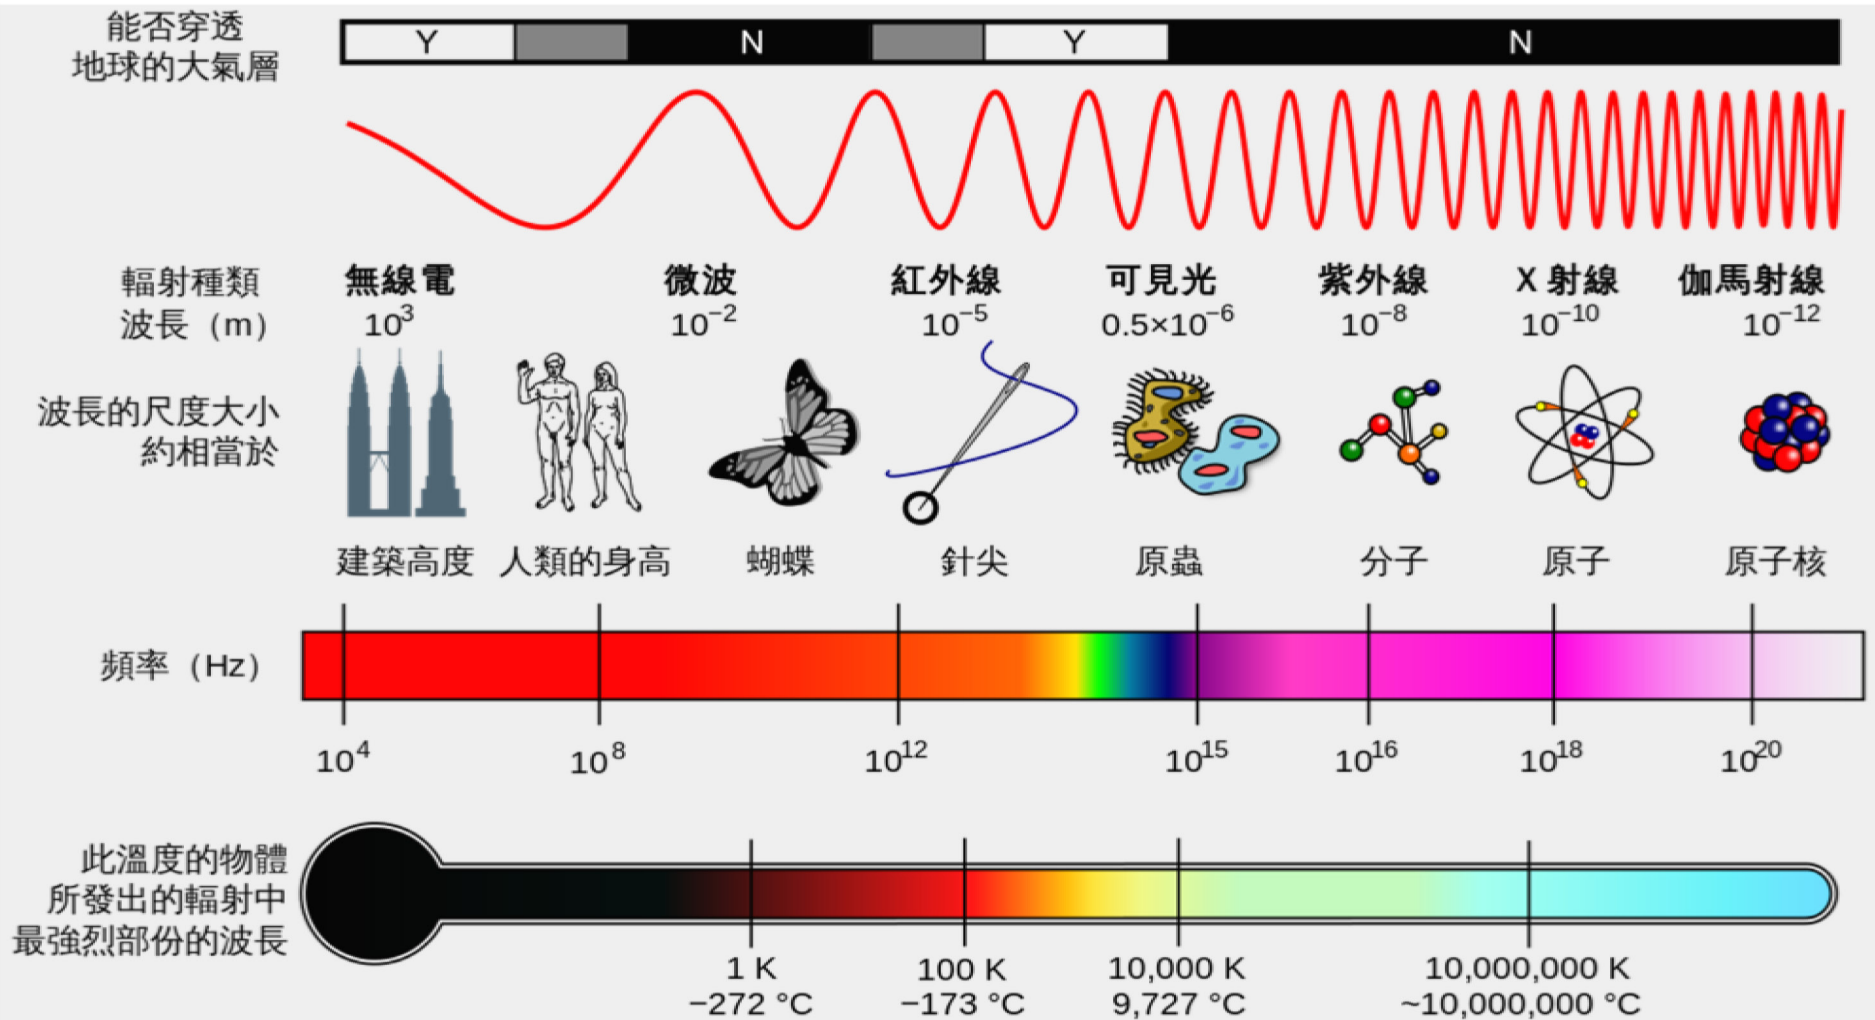 能否穿透
地球的大氣層
Y N Y N
輻射種類 無線電 微波 紅外線 可見光 紫外線 X 射線 伽馬射線
波長（m） 10³ 10⁻² 10⁻⁵ 0.5×10⁻⁶ 10⁻⁸ 10⁻¹⁰ 10⁻¹²
波長的尺度大小
約相當於
建築高度 人類的身高 蝴蝶 針尖 原蟲 分子 原子 原子核
頻率（Hz）
10⁴ 10⁸ 10¹² 10¹⁵ 10¹⁶ 10¹⁸ 10²⁰
此溫度的物體
所發出的輻射中
最強烈部份的波長
1 K 100 K 10,000 K 10,000,000 K
−272 °C −173 °C 9,727 °C ~10,000,000 °C